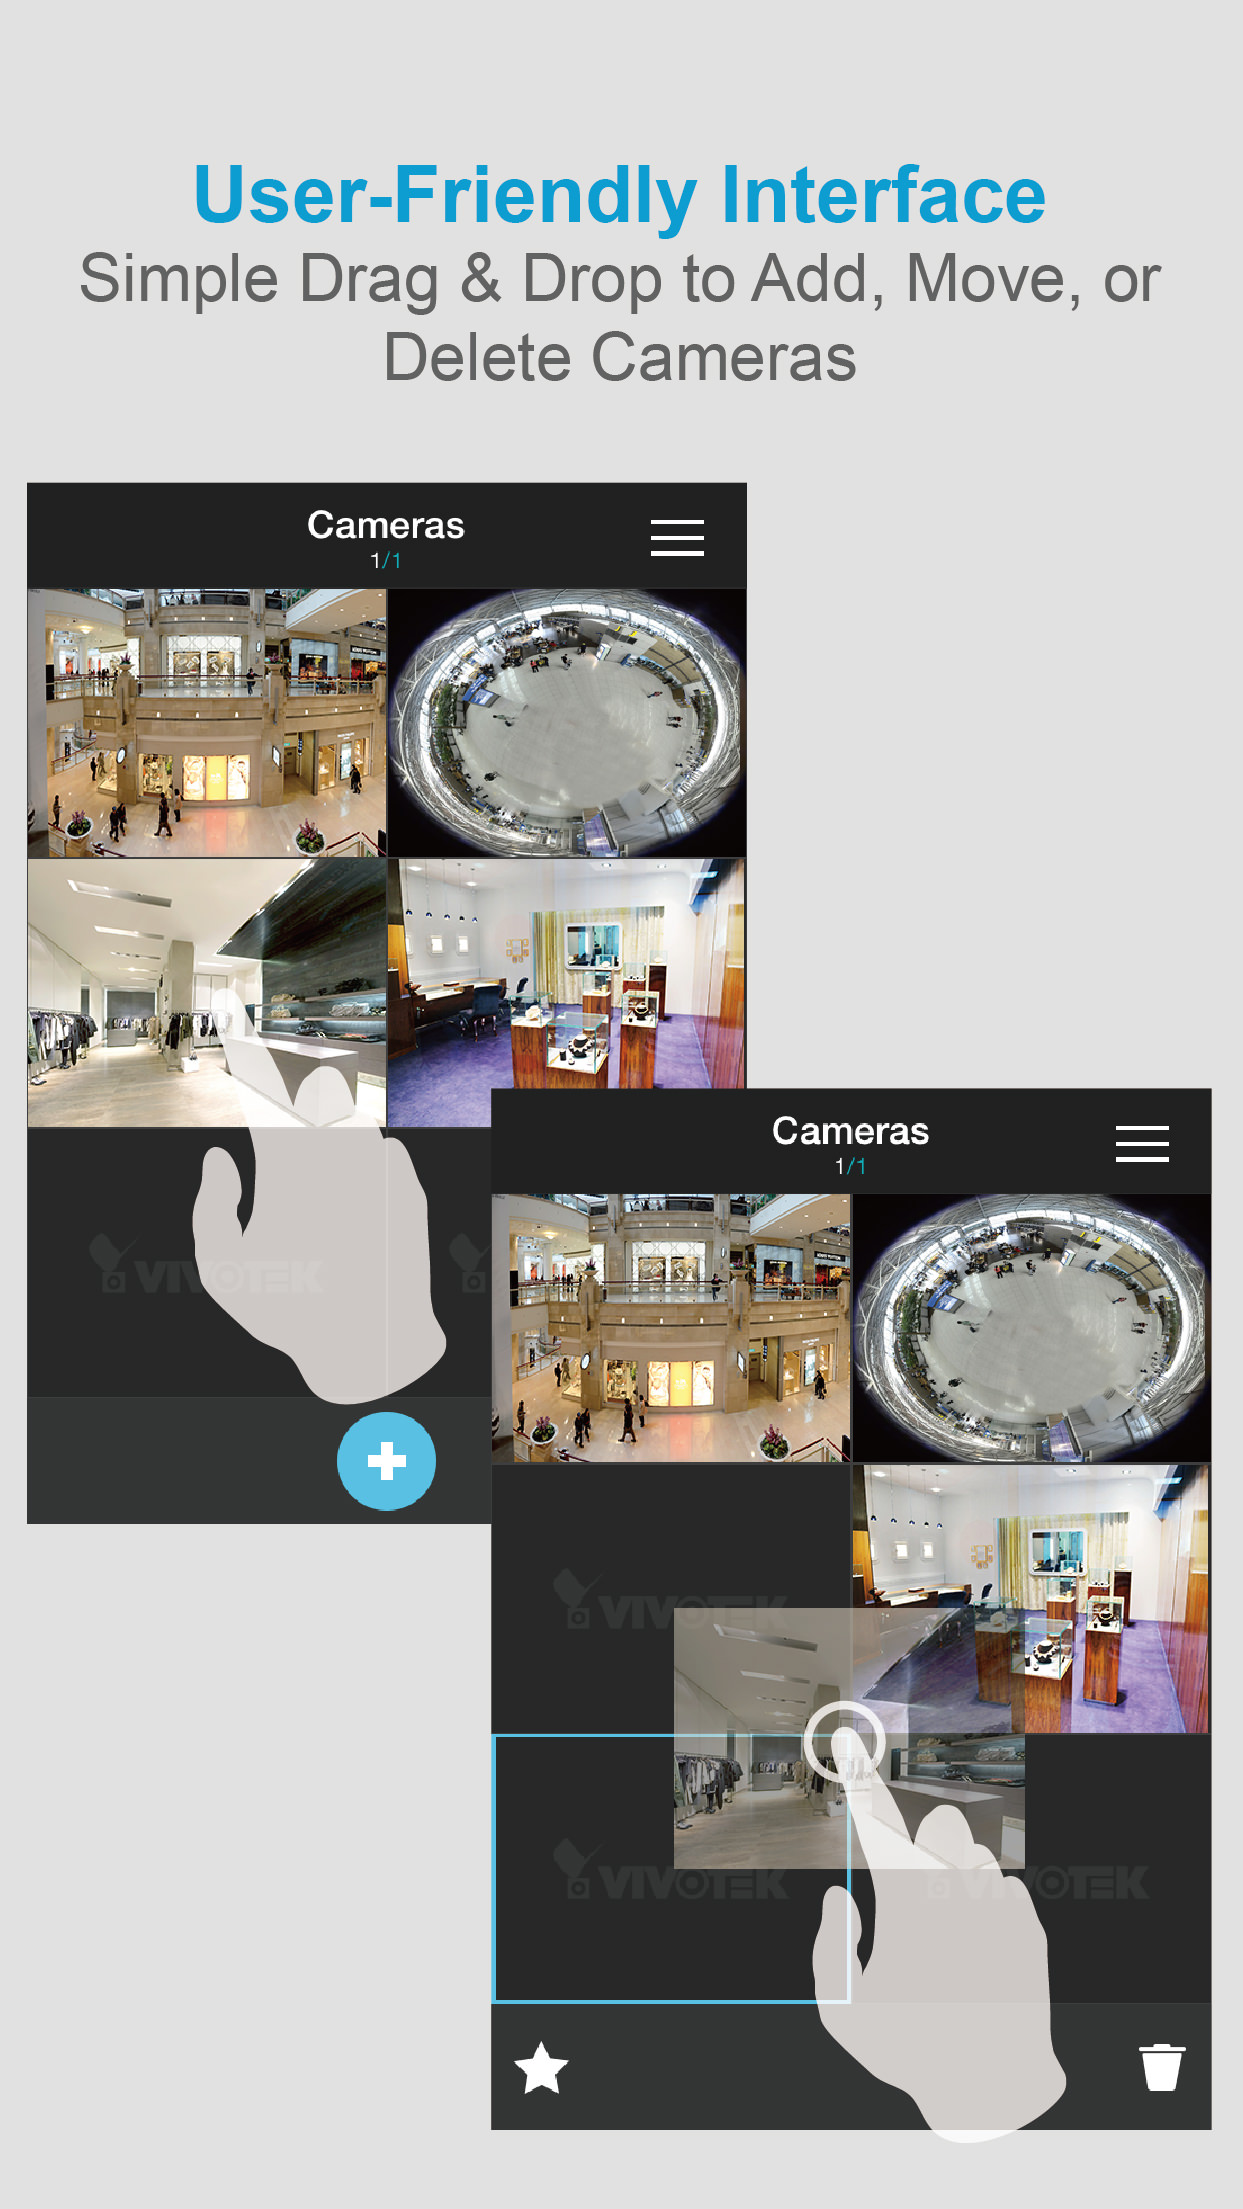 User-Friendly Interface
Simple Drag & Drop to Add, Move, or
Delete Cameras
Cameras
1/1
VIVOTEK
Cameras
1/1
VIVOTEK
VIVOTEK
VIVOTEK